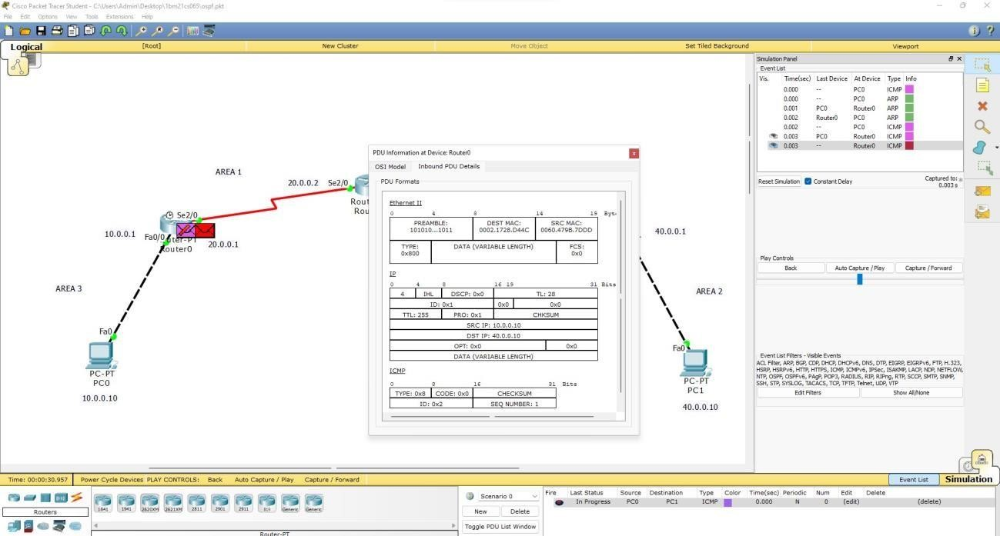 Cisco Packet Tracer Student - C:\Users\Admin\Desktop\1bm21cs065\ospf.pkt
File Edit Options View Tools Extensions Help
Logical [Root] New Cluster Move Object Set Tiled Background Viewport
AREA 1
20.0.0.2 Se2/0
Se2/0
10.0.0.1
Fa0/0
Router0
20.0.0.1
AREA 3
Fa0
PC-PT
PC0
10.0.0.10
40.0.0.1
AREA 2
Fa0
PC-PT
PC1
40.0.0.10
PDU Information at Device: Router0
OSI Model Inbound PDU Details
PDU Formats
Ethernet II
0 4 8 14 19 Byt
PREAMBLE: 101010...1011
DEST MAC: 0002.1728.D44C
SRC MAC: 0060.479B.7DDD
TYPE: 0x800
DATA (VARIABLE LENGTH)
FCS: 0x0
IP
0 4 8 16 19 31 Bits
4 IHL DSCP: 0x0 TL: 28
ID: 0x1 0x0 0x0
TTL: 255 PRO: 0x1 CHKSUM
SRC IP: 10.0.0.10
DST IP: 40.0.0.10
OPT: 0x0 0x0
DATA (VARIABLE LENGTH)
ICMP
0 8 16 31 Bits
TYPE: 0x8 CODE: 0x0 CHECKSUM
ID: 0x2 SEQ NUMBER: 1
Simulation Panel
Event List
Vis. Time(sec) Last Device At Device Type Info
0.000 -- PC0 ICMP
0.000 -- PC0 ARP
0.001 PC0 Router0 ARP
0.002 Router0 PC0 ARP
0.002 -- PC0 ICMP
0.003 PC0 Router0 ICMP
0.003 -- Router0 ICMP
Reset Simulation Constant Delay Captured to: 0.003 s
Play Controls
Back Auto Capture / Play Capture / Forward
Event List Filters - Visible Events
ACL Filter, ARP, BGP, CDP, DHCP, DHCPv6, DNS, DTP, EIGRP, EIGRPv6, FTP, H.323,
HSRP, HSRPv6, HTTP, HTTPS, ICMP, ICMPv6, IPSec, ISAKMP, LACP, NDP, NETFLOW,
NTP, OSPF, OSPFv6, PAgP, POP3, RADIUS, RIP, RIPng, RTP, SCCP, SMTP, SNMP,
SSH, STP, SYSLOG, TACACS, TCP, TFTP, Telnet, UDP, VTP
Edit Filters Show All/None
Time: 00:00:30.957 Power Cycle Devices PLAY CONTROLS: Back Auto Capture / Play Capture / Forward Event List Simulation
Routers
1841 1941 2620XM 2621XM 2811 2901 2911 819 Generic Generic
Router-PT
Scenario 0
New Delete
Toggle PDU List Window
Fire Last Status Source Destination Type Color Time(sec) Periodic Num Edit Delete
In Progress PC0 PC1 ICMP 0.000 N 0 (edit) (delete)